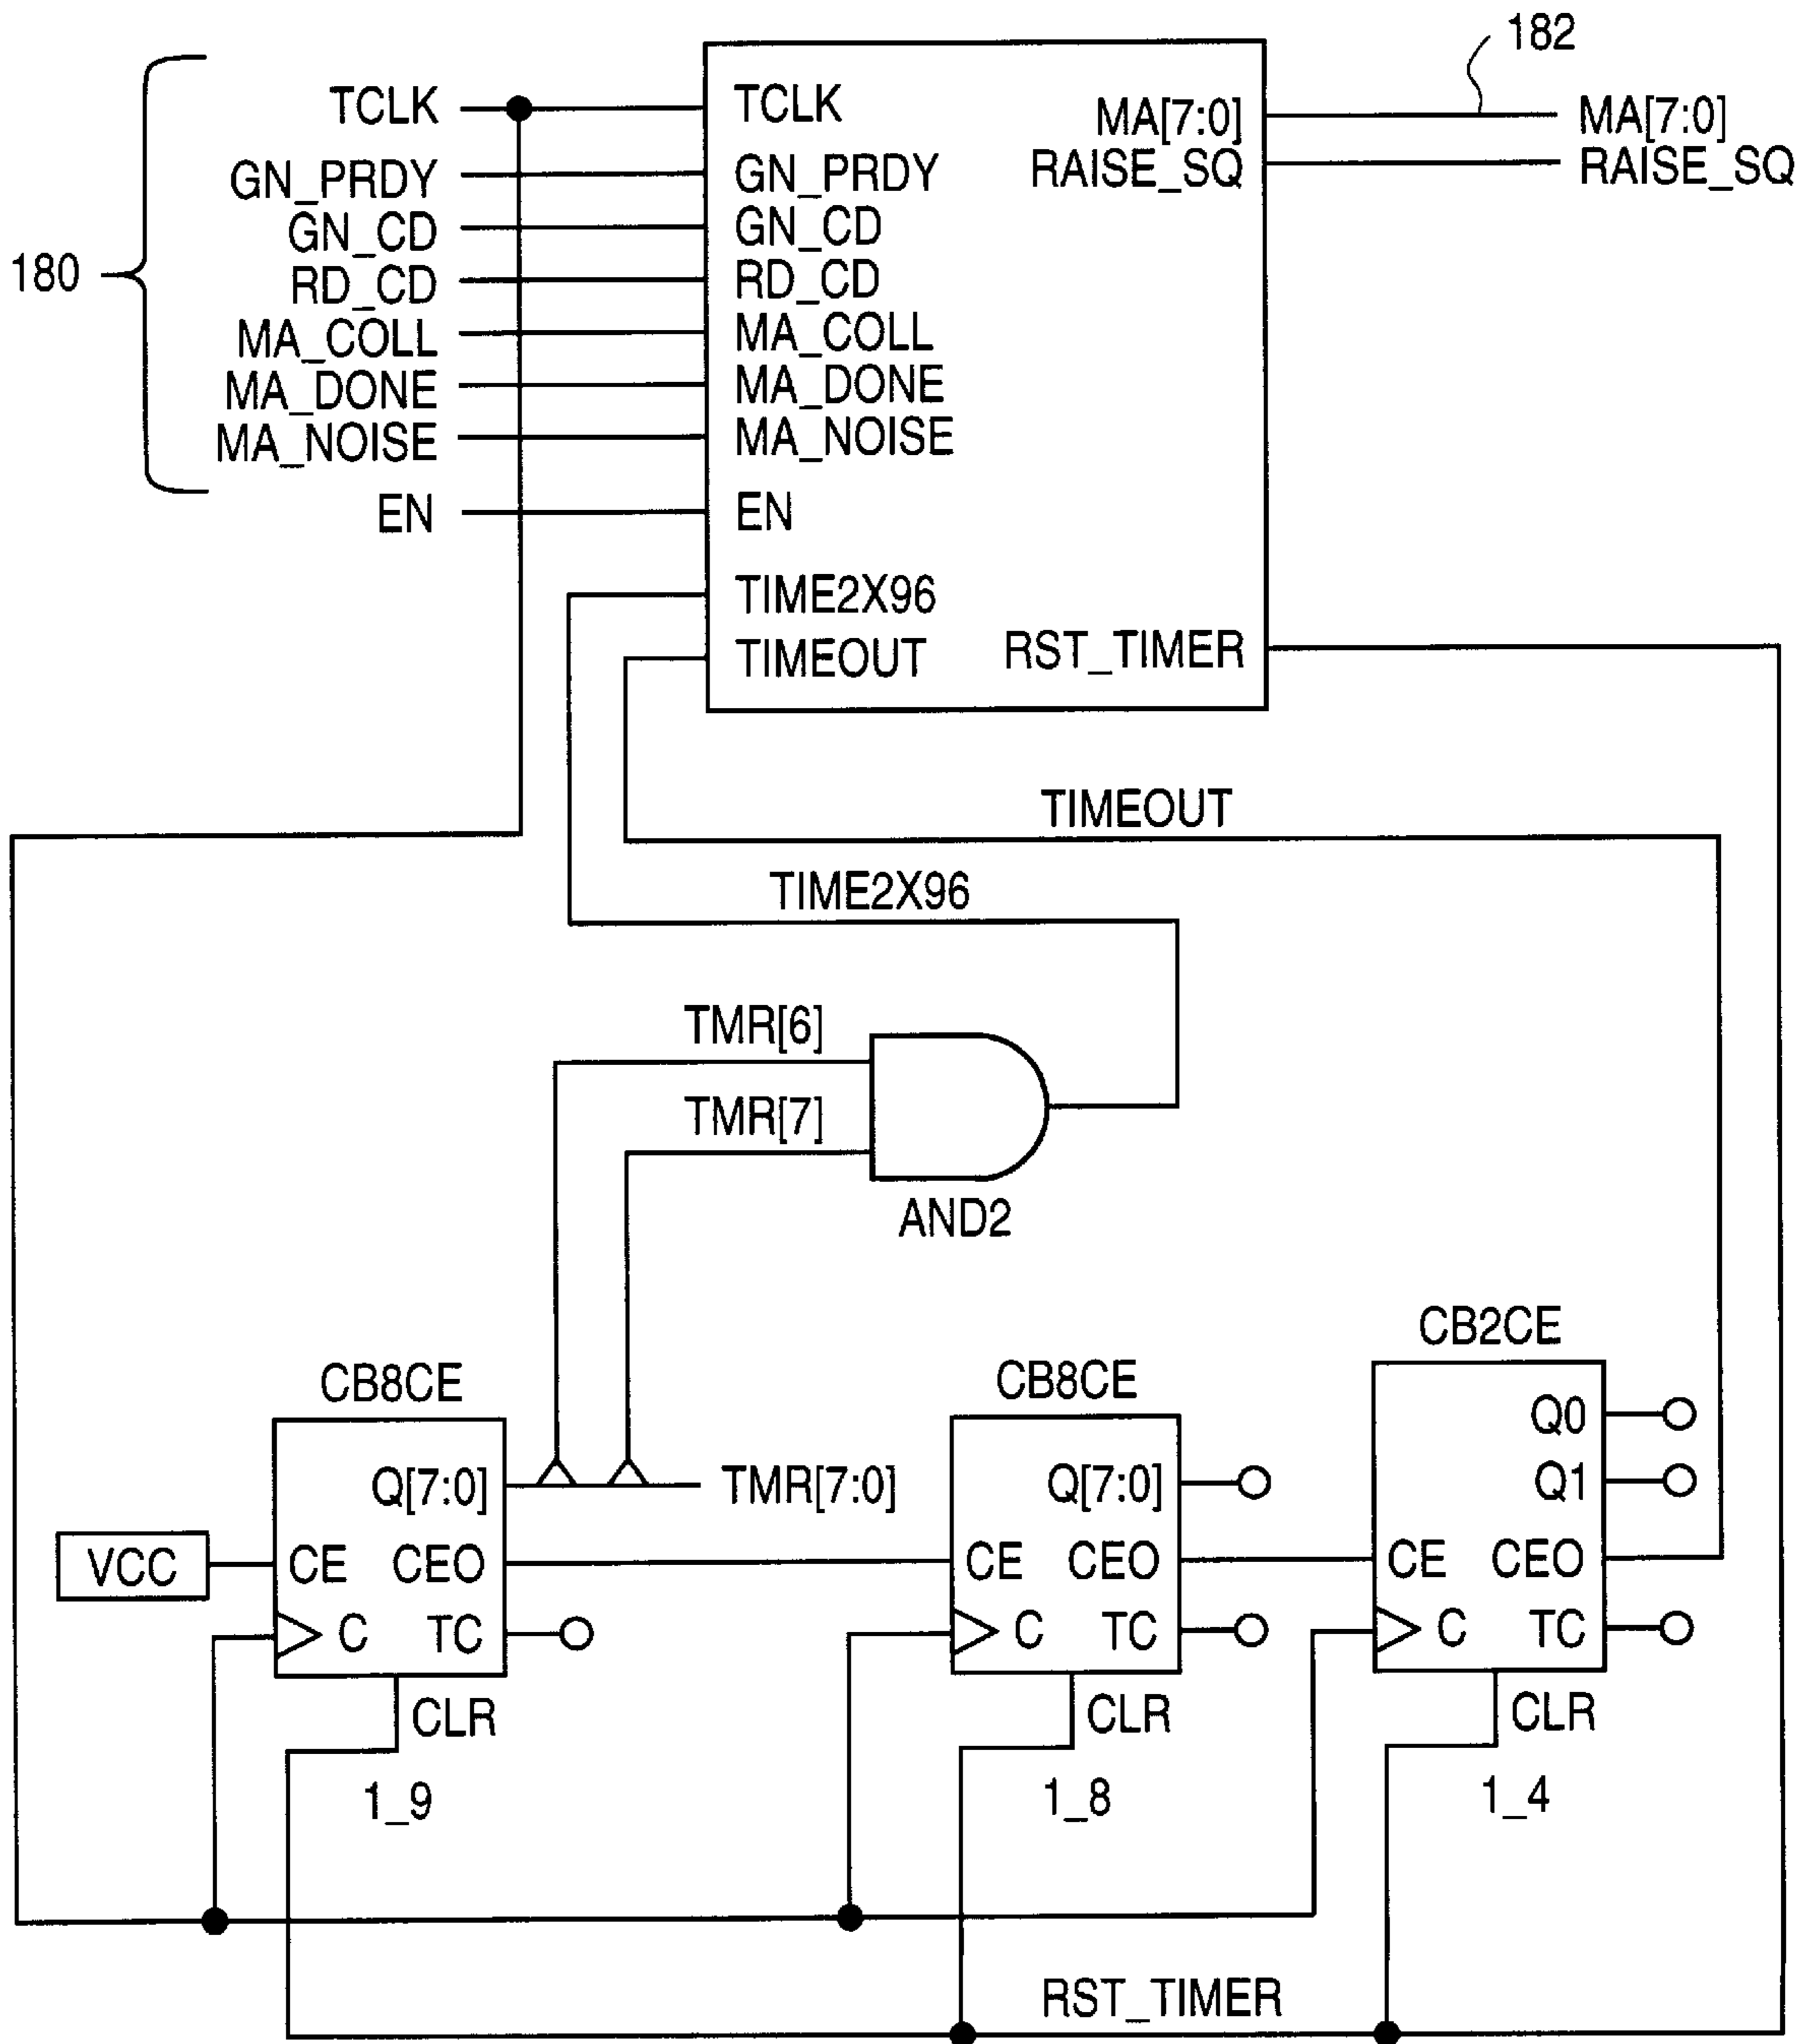 182
180
TCLK
GN_PRDY
GN_CD
RD_CD
MA_COLL
MA_DONE
MA_NOISE
EN
TCLK
GN_PRDY
GN_CD
RD_CD
MA_COLL
MA_DONE
MA_NOISE
EN
TIME2X96
TIMEOUT
MA[7:0]
RAISE_SQ
RST_TIMER
MA[7:0]
RAISE_SQ
TIMEOUT
TIME2X96
TMR[6]
TMR[7]
AND2
CB8CE
Q[7:0]
TMR[7:0]
VCC
CE CEO
C TC
CLR
1_9
CB8CE
Q[7:0]
CE CEO
C TC
CLR
1_8
CB2CE
Q0
Q1
CE CEO
C TC
CLR
1_4
RST_TIMER